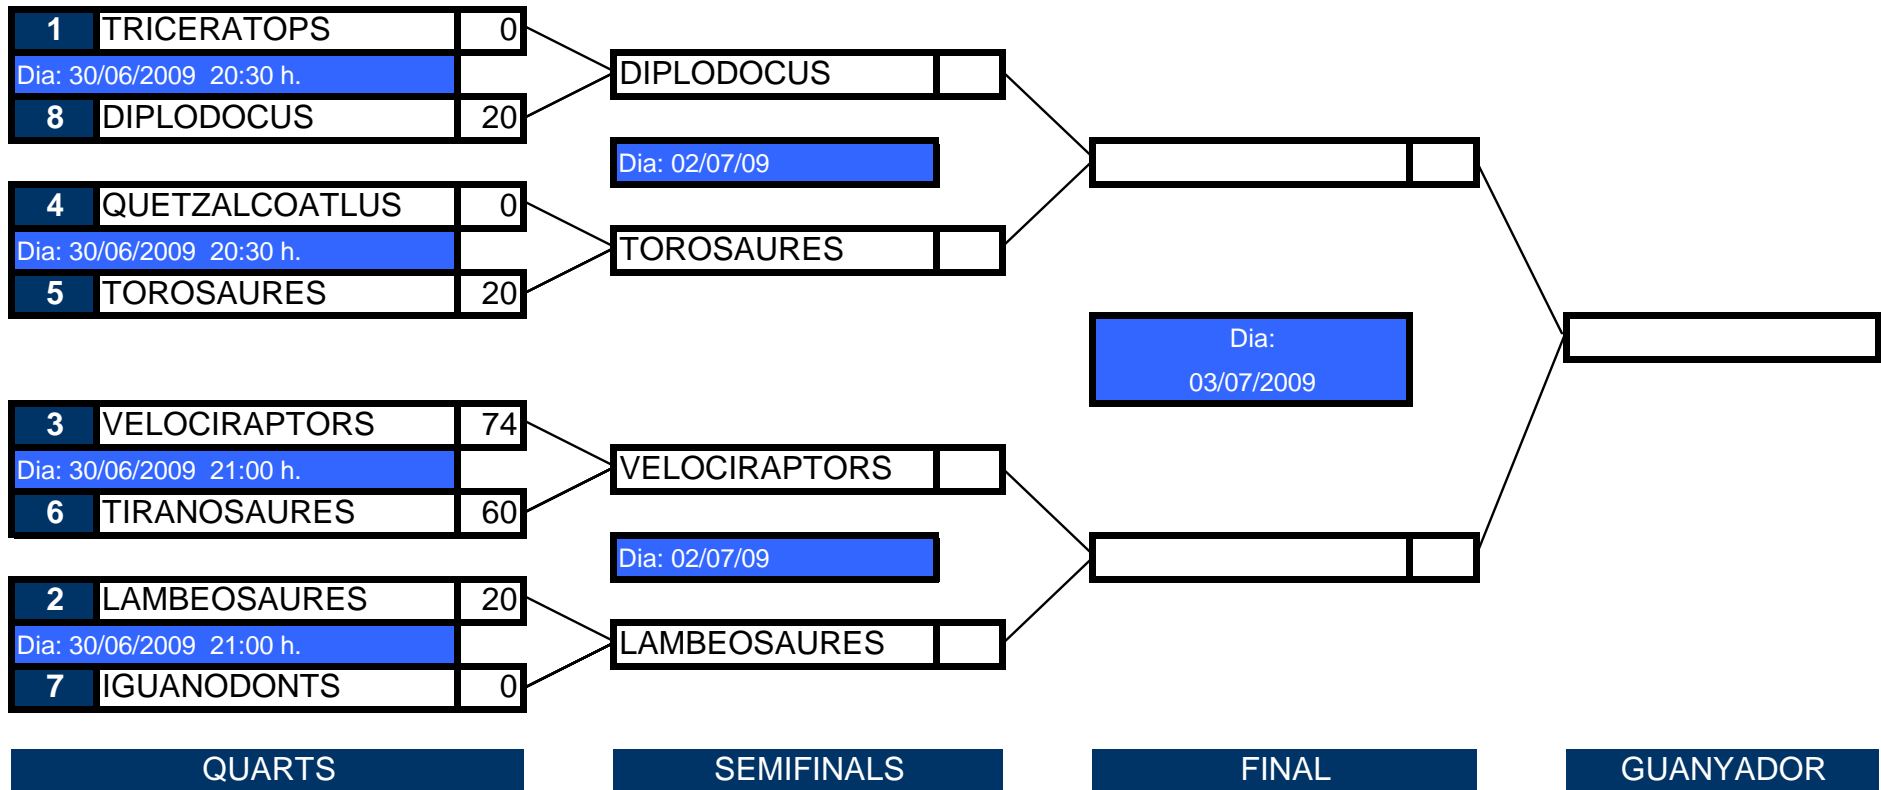 1 TRICERATOPS 0
Dia: 30/06/2009 20:30 h.
8 DIPLODOCUS 20
4 QUETZALCOATLUS 0
Dia: 30/06/2009 20:30 h.
5 TOROSAURES 20
3 VELOCIRAPTORS 74
Dia: 30/06/2009 21:00 h.
6 TIRANOSAURES 60
2 LAMBEOSAURES 20
Dia: 30/06/2009 21:00 h.
7 IGUANODONTS 0
QUARTS
DIPLODOCUS
Dia: 02/07/09
TOROSAURES
VELOCIRAPTORS
Dia: 02/07/09
LAMBEOSAURES
SEMIFINALS
Dia:
03/07/2009
FINAL
GUANYADOR